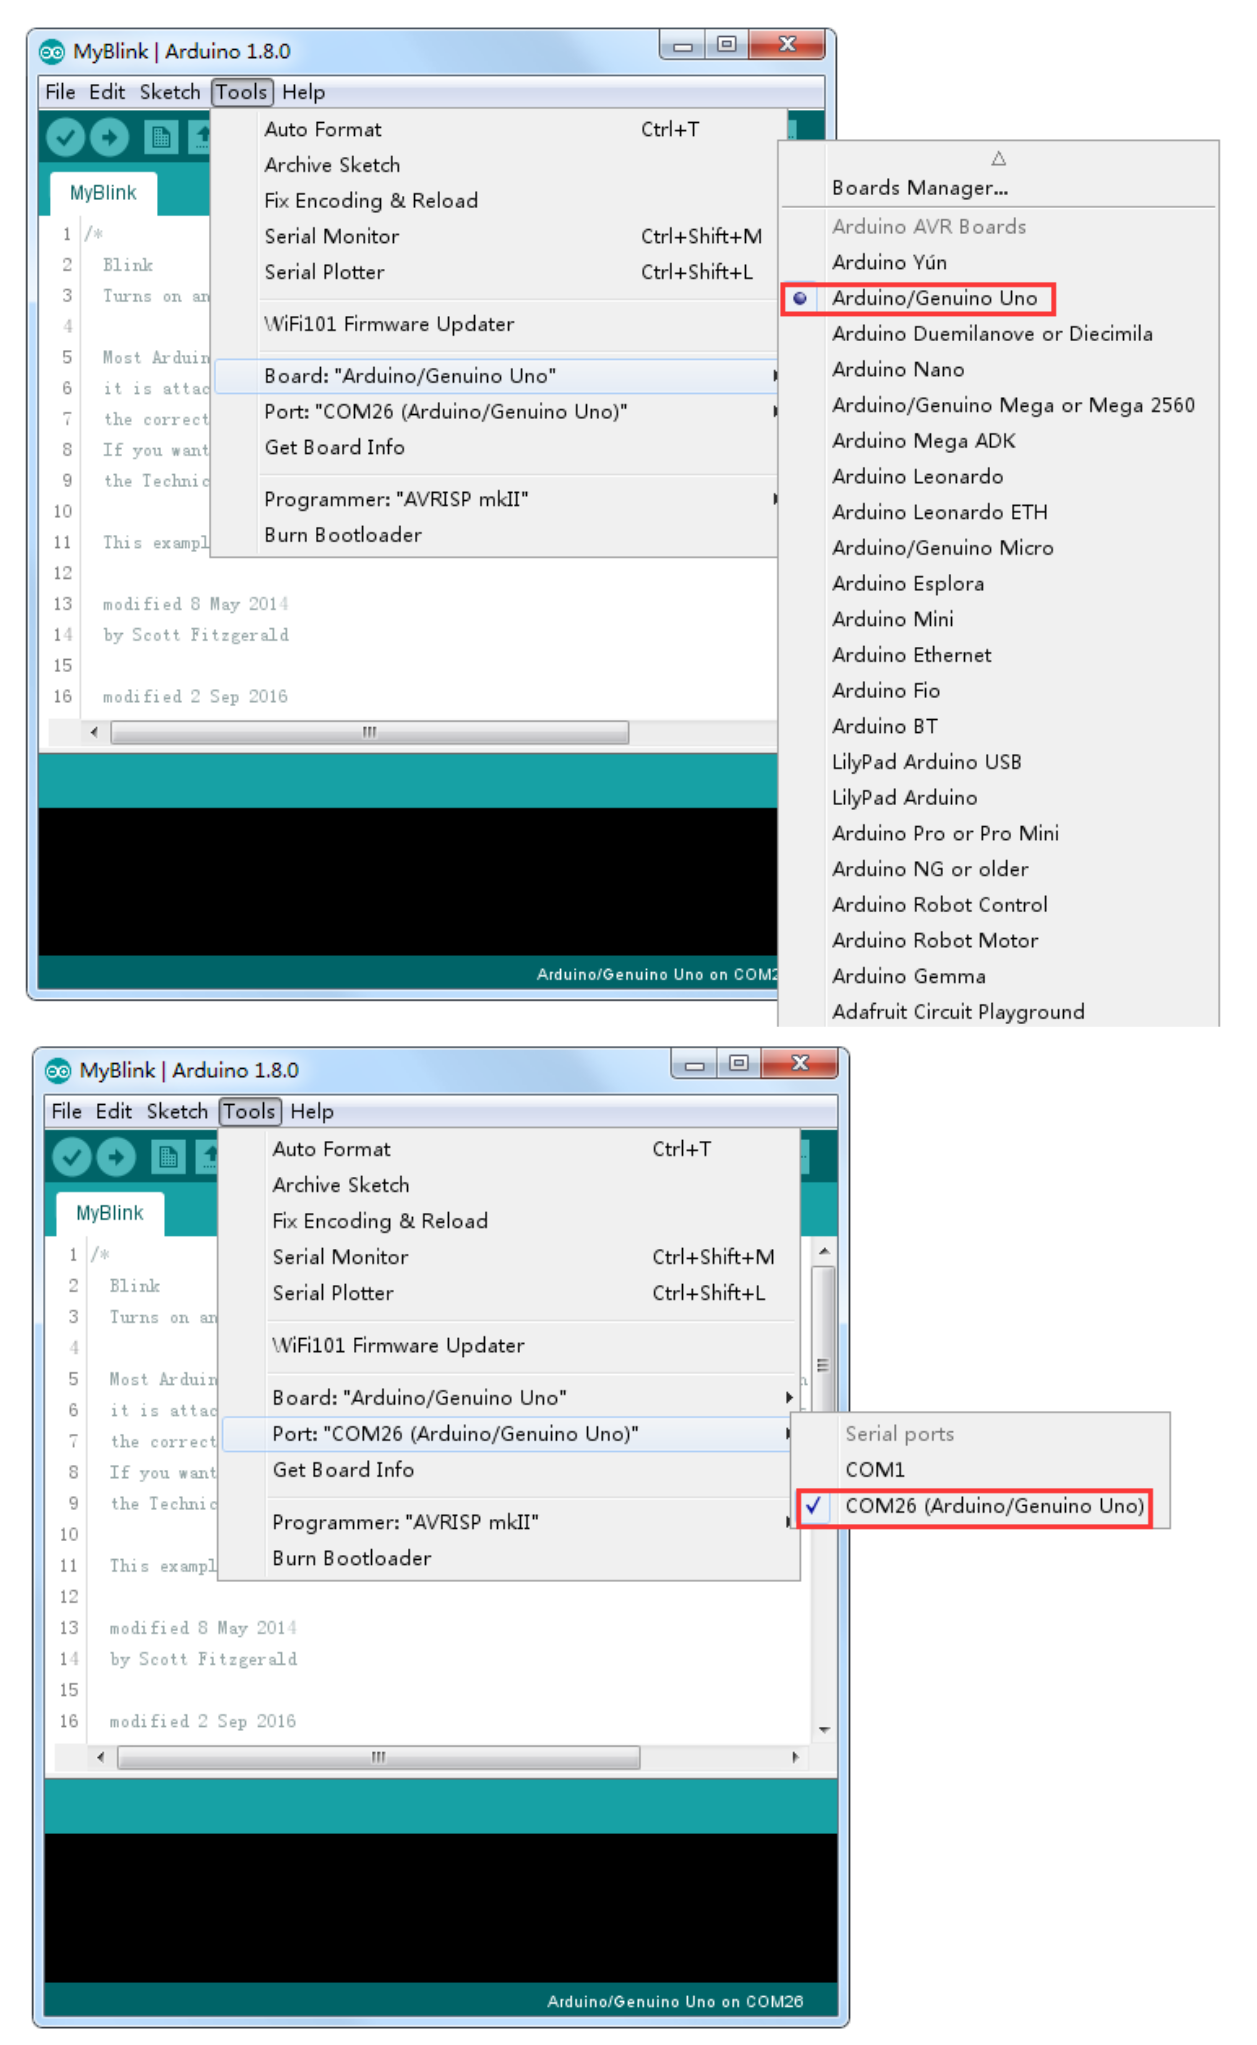 MyBlink | Arduino 1.8.0
File Edit Sketch Tools Help
Auto Format Ctrl+T
Archive Sketch
Fix Encoding & Reload
Serial Monitor Ctrl+Shift+M
Serial Plotter Ctrl+Shift+L
WiFi101 Firmware Updater
Board: "Arduino/Genuino Uno"
Port: "COM26 (Arduino/Genuino Uno)"
Get Board Info
Programmer: "AVRISP mkII"
Burn Bootloader
Boards Manager...
Arduino AVR Boards
Arduino Yún
Arduino/Genuino Uno
Arduino Duemilanove or Diecimila
Arduino Nano
Arduino/Genuino Mega or Mega 2560
Arduino Mega ADK
Arduino Leonardo
Arduino Leonardo ETH
Arduino/Genuino Micro
Arduino Esplora
Arduino Mini
Arduino Ethernet
Arduino Fio
Arduino BT
LilyPad Arduino USB
LilyPad Arduino
Arduino Pro or Pro Mini
Arduino NG or older
Arduino Robot Control
Arduino Robot Motor
Arduino Gemma
Adafruit Circuit Playground
MyBlink
1 /*
2 Blink
3 Turns on an
4
5 Most Arduin
6 it is attac
7 the correct
8 If you want
9 the Technic
10
11 This exampl
12
13 modified 8 May 2014
14 by Scott Fitzgerald
15
16 modified 2 Sep 2016
Arduino/Genuino Uno on COM2
MyBlink | Arduino 1.8.0
File Edit Sketch Tools Help
Auto Format Ctrl+T
Archive Sketch
Fix Encoding & Reload
Serial Monitor Ctrl+Shift+M
Serial Plotter Ctrl+Shift+L
WiFi101 Firmware Updater
Board: "Arduino/Genuino Uno"
Port: "COM26 (Arduino/Genuino Uno)"
Get Board Info
Programmer: "AVRISP mkII"
Burn Bootloader
Serial ports
COM1
COM26 (Arduino/Genuino Uno)
MyBlink
1 /*
2 Blink
3 Turns on an
4
5 Most Arduin
6 it is attac
7 the correct
8 If you want
9 the Technic
10
11 This exampl
12
13 modified 8 May 2014
14 by Scott Fitzgerald
15
16 modified 2 Sep 2016
Arduino/Genuino Uno on COM26